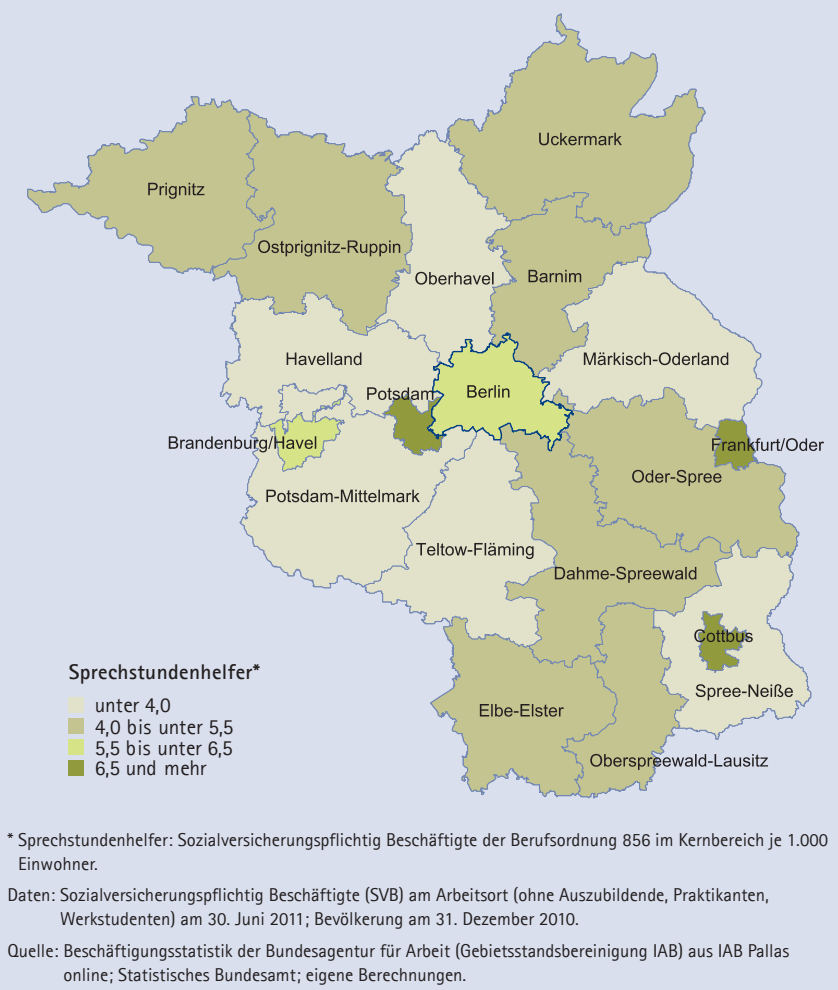 Uckermark
Prignitz
Ostprignitz-Ruppin
Oberhavel
Barnim
Havelland
Märkisch-Oderland
Potsdam
Berlin
Brandenburg/Havel
Frankfurt/Oder
Oder-Spree
Potsdam-Mittelmark
Teltow-Fläming
Dahme-Spreewald
Cottbus
Spree-Neiße
Elbe-Elster
Oberspreewald-Lausitz
Sprechstundenhelfer*
unter 4,0
4,0 bis unter 5,5
5,5 bis unter 6,5
6,5 und mehr
* Sprechstundenhelfer: Sozialversicherungspflichtig Beschäftigte der Berufsordnung 856 im Kernbereich je 1.000
Einwohner.
Daten: Sozialversicherungspflichtig Beschäftigte (SVB) am Arbeitsort (ohne Auszubildende, Praktikanten,
Werkstudenten) am 30. Juni 2011; Bevölkerung am 31. Dezember 2010.
Quelle: Beschäftigungsstatistik der Bundesagentur für Arbeit (Gebietsstandsbereinigung IAB) aus IAB Pallas
online; Statistisches Bundesamt; eigene Berechnungen.